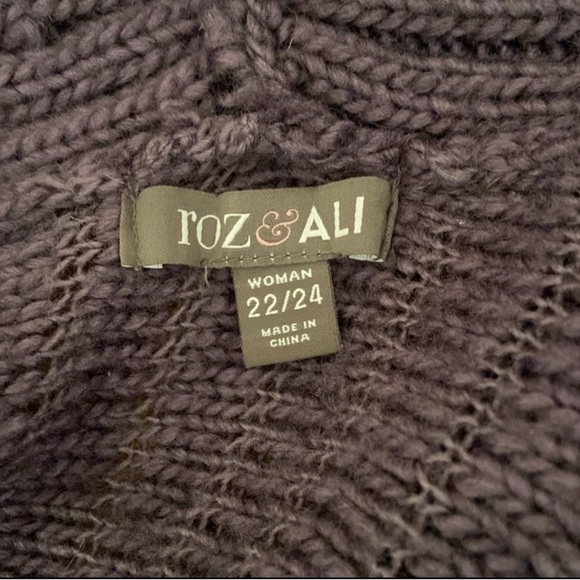 roz & ALI
WOMAN
22/24
MADE IN
CHINA